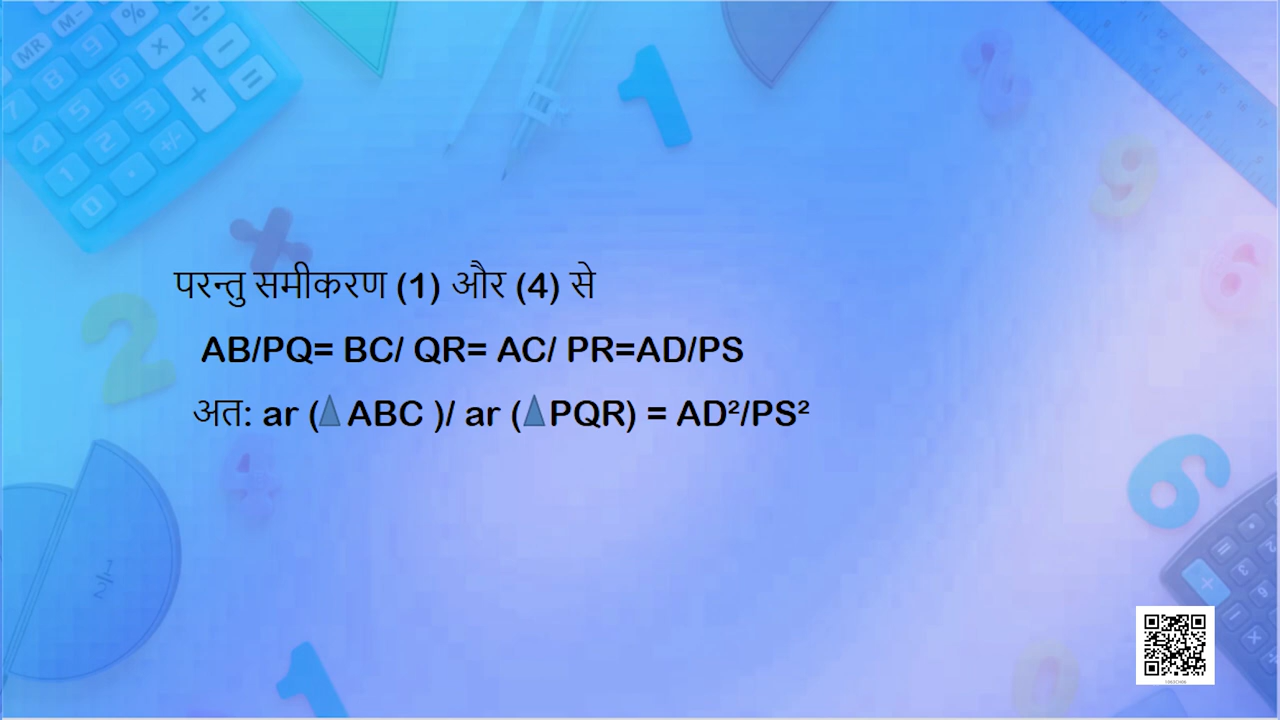 परन्तु समीकरण (1) और (4) से
AB/PQ= BC/ QR= AC/ PR=AD/PS
अत: ar (ABC )/ ar (PQR) = AD²/PS²